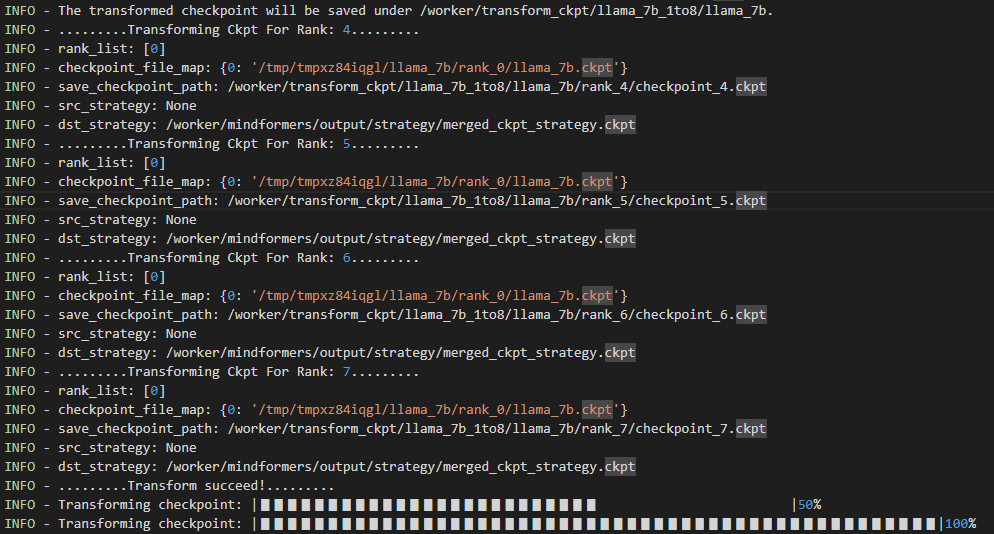 INFO - The transformed checkpoint will be saved under /worker/transform_ckpt/llama_7b_1to8/llama_7b.
INFO - .........Transforming Ckpt For Rank: 4.........
INFO - rank_list: [0]
INFO - checkpoint_file_map: {0: '/tmp/tmpxz84iqgl/llama_7b/rank_0/llama_7b.ckpt'}
INFO - save_checkpoint_path: /worker/transform_ckpt/llama_7b_1to8/llama_7b/rank_4/checkpoint_4.ckpt
INFO - src_strategy: None
INFO - dst_strategy: /worker/mindformers/output/strategy/merged_ckpt_strategy.ckpt
INFO - .........Transforming Ckpt For Rank: 5.........
INFO - rank_list: [0]
INFO - checkpoint_file_map: {0: '/tmp/tmpxz84iqgl/llama_7b/rank_0/llama_7b.ckpt'}
INFO - save_checkpoint_path: /worker/transform_ckpt/llama_7b_1to8/llama_7b/rank_5/checkpoint_5.ckpt
INFO - src_strategy: None
INFO - dst_strategy: /worker/mindformers/output/strategy/merged_ckpt_strategy.ckpt
INFO - .........Transforming Ckpt For Rank: 6.........
INFO - rank_list: [0]
INFO - checkpoint_file_map: {0: '/tmp/tmpxz84iqgl/llama_7b/rank_0/llama_7b.ckpt'}
INFO - save_checkpoint_path: /worker/transform_ckpt/llama_7b_1to8/llama_7b/rank_6/checkpoint_6.ckpt
INFO - src_strategy: None
INFO - dst_strategy: /worker/mindformers/output/strategy/merged_ckpt_strategy.ckpt
INFO - .........Transforming Ckpt For Rank: 7.........
INFO - rank_list: [0]
INFO - checkpoint_file_map: {0: '/tmp/tmpxz84iqgl/llama_7b/rank_0/llama_7b.ckpt'}
INFO - save_checkpoint_path: /worker/transform_ckpt/llama_7b_1to8/llama_7b/rank_7/checkpoint_7.ckpt
INFO - src_strategy: None
INFO - dst_strategy: /worker/mindformers/output/strategy/merged_ckpt_strategy.ckpt
INFO - .........Transform succeed!.........
INFO - Transforming checkpoint: |█████████████████████████                         |50%
INFO - Transforming checkpoint: |██████████████████████████████████████████████████|100%